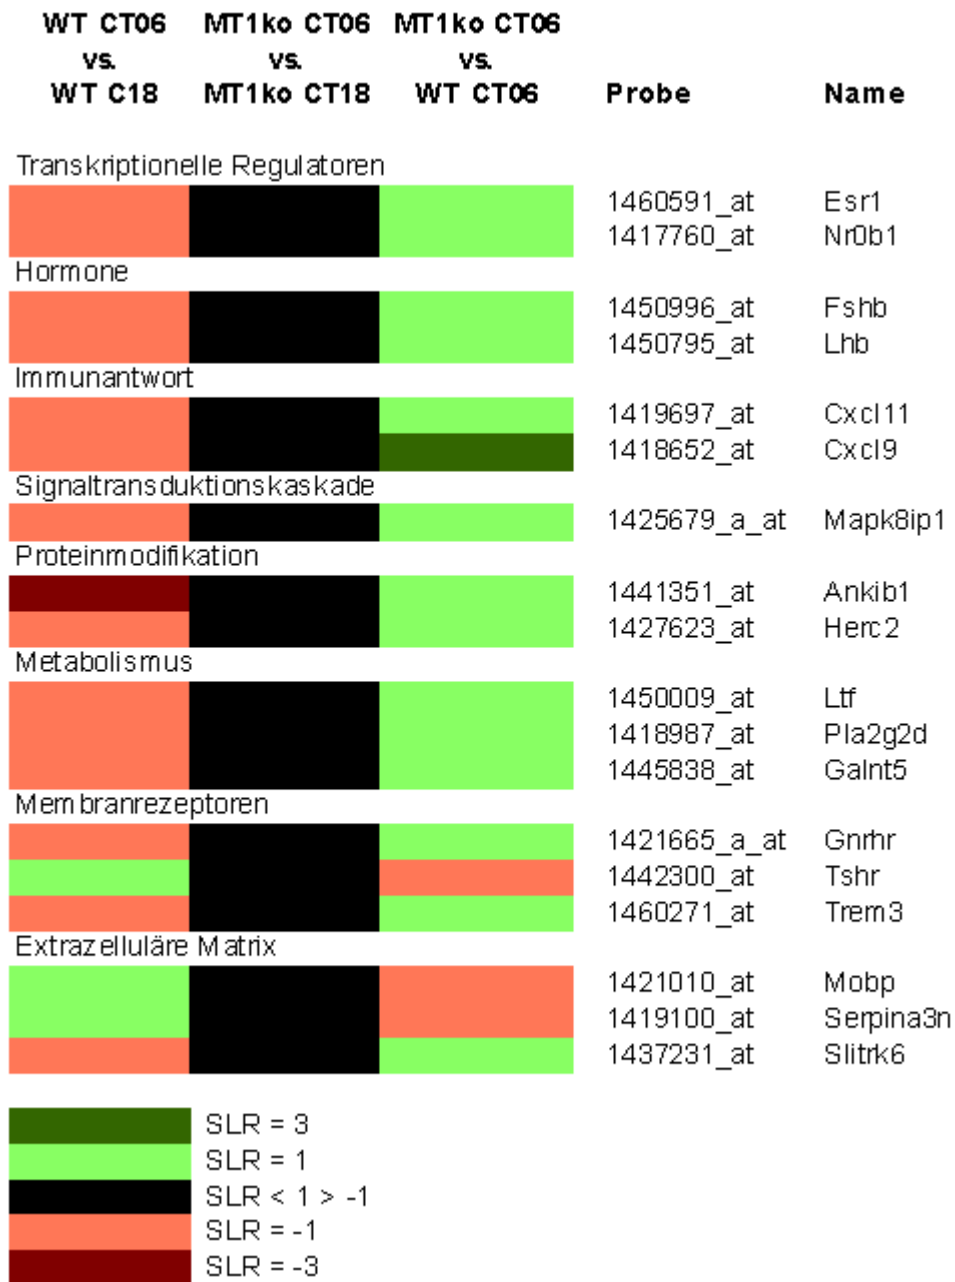 WT CT06 MT1ko CT06 MT1ko CT06
vs. vs. vs.
WT C18 MT1ko CT18 WT CT06 Probe Name
Transkriptionelle Regulatoren
1460591_at Esr1
1417760_at Nr0b1
Hormone
1450996_at Fshb
1450795_at Lhb
Immunantwort
1419697_at Cxcl11
1418652_at Cxcl9
Signaltransduktionskaskade
1425679_a_at Mapk8ip1
Proteinmodifikation
1441351_at Ankib1
1427623_at Herc2
Metabolismus
1450009_at Ltf
1418987_at Pla2g2d
1445838_at Galnt5
Membranrezeptoren
1421665_a_at Gnrhr
1442300_at Tshr
1460271_at Trem3
Extrazelluläre Matrix
1421010_at Mobp
1419100_at Serpina3n
1437231_at Slitrk6
SLR = 3
SLR = 1
SLR < 1 > -1
SLR = -1
SLR = -3